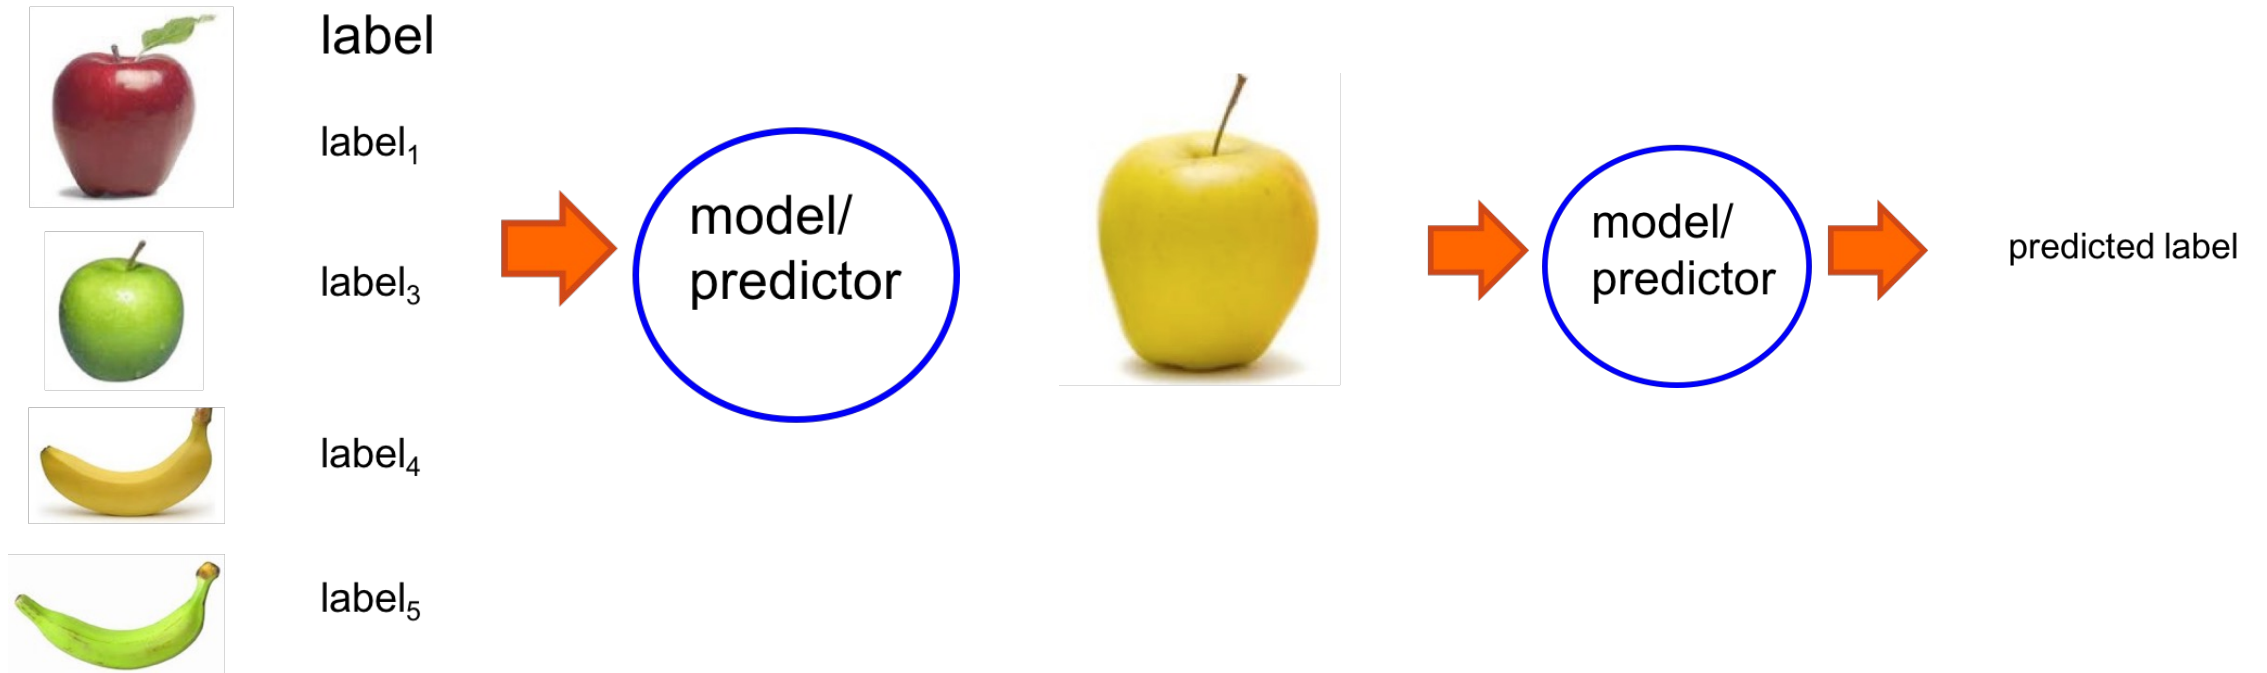 label
label₁
label₃
label₄
label₅
model/
predictor
model/
predictor
predicted label